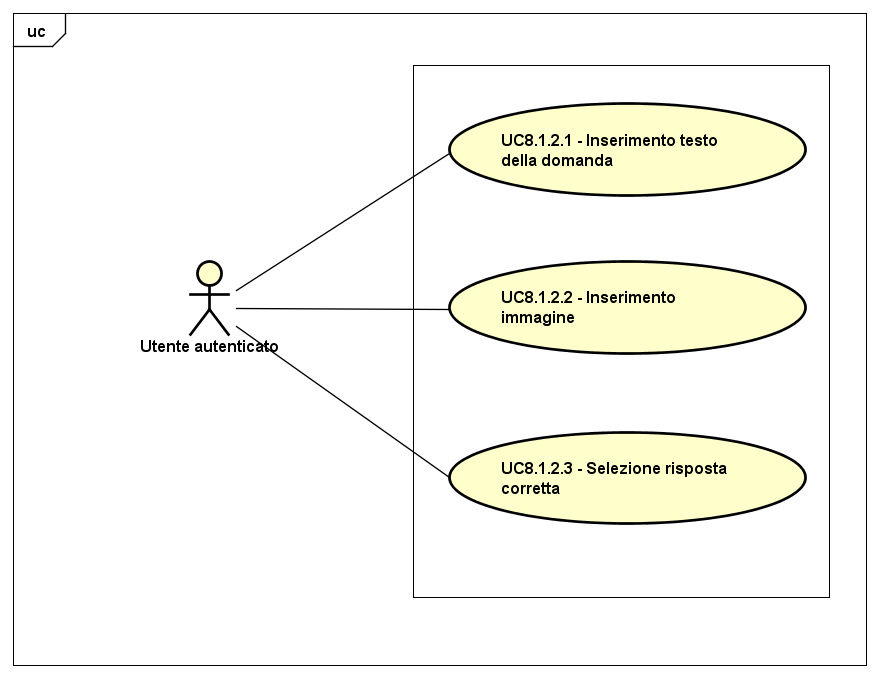 uc
UC8.1.2.1 - Inserimento testo
della domanda
UC8.1.2.2 - Inserimento
immagine
Utente autenticato
UC8.1.2.3 - Selezione risposta
corretta